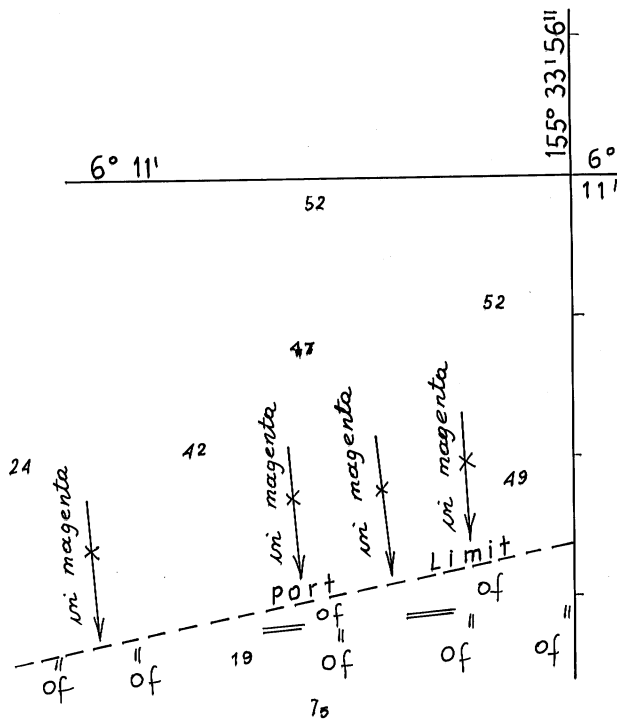 155° 33' 56"
6° 11'
6°
11'
52
52
47
in magenta
in magenta
in magenta
in magenta
24
42
49
Port Limit
of
of
19
of
of
of
of
of
7₅